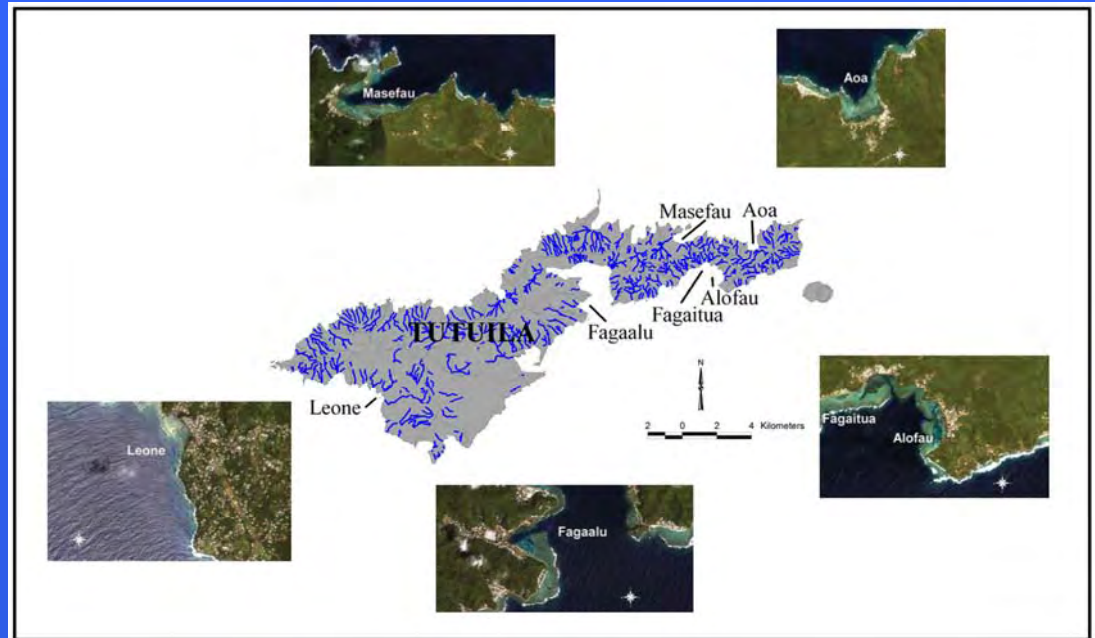 Masefau
Aoa
Masefau
Aoa
Alofau
Fagaitua
Fagaalu
TUTUILA
Leone
N
2 0 2 4 Kilometers
Leone
Fagaalu
Fagaitua
Alofau